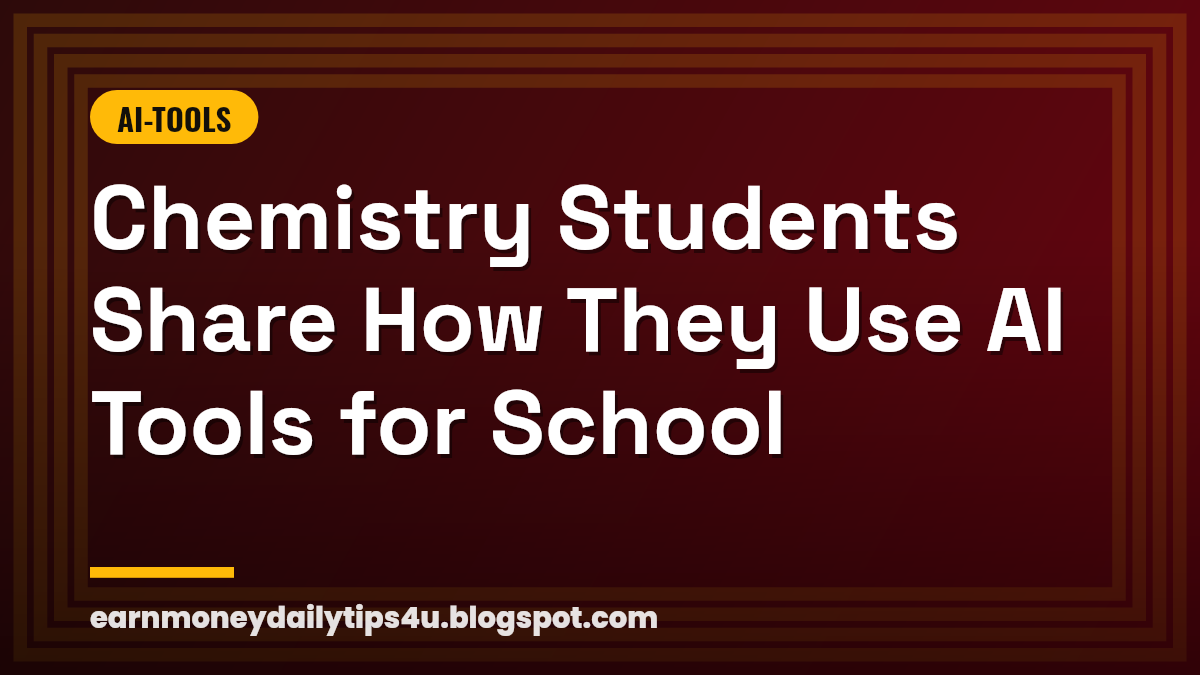 AI-TOOLS
Chemistry Students
Share How They Use AI
Tools for School
earnmoneydailytips4u.blogspot.com